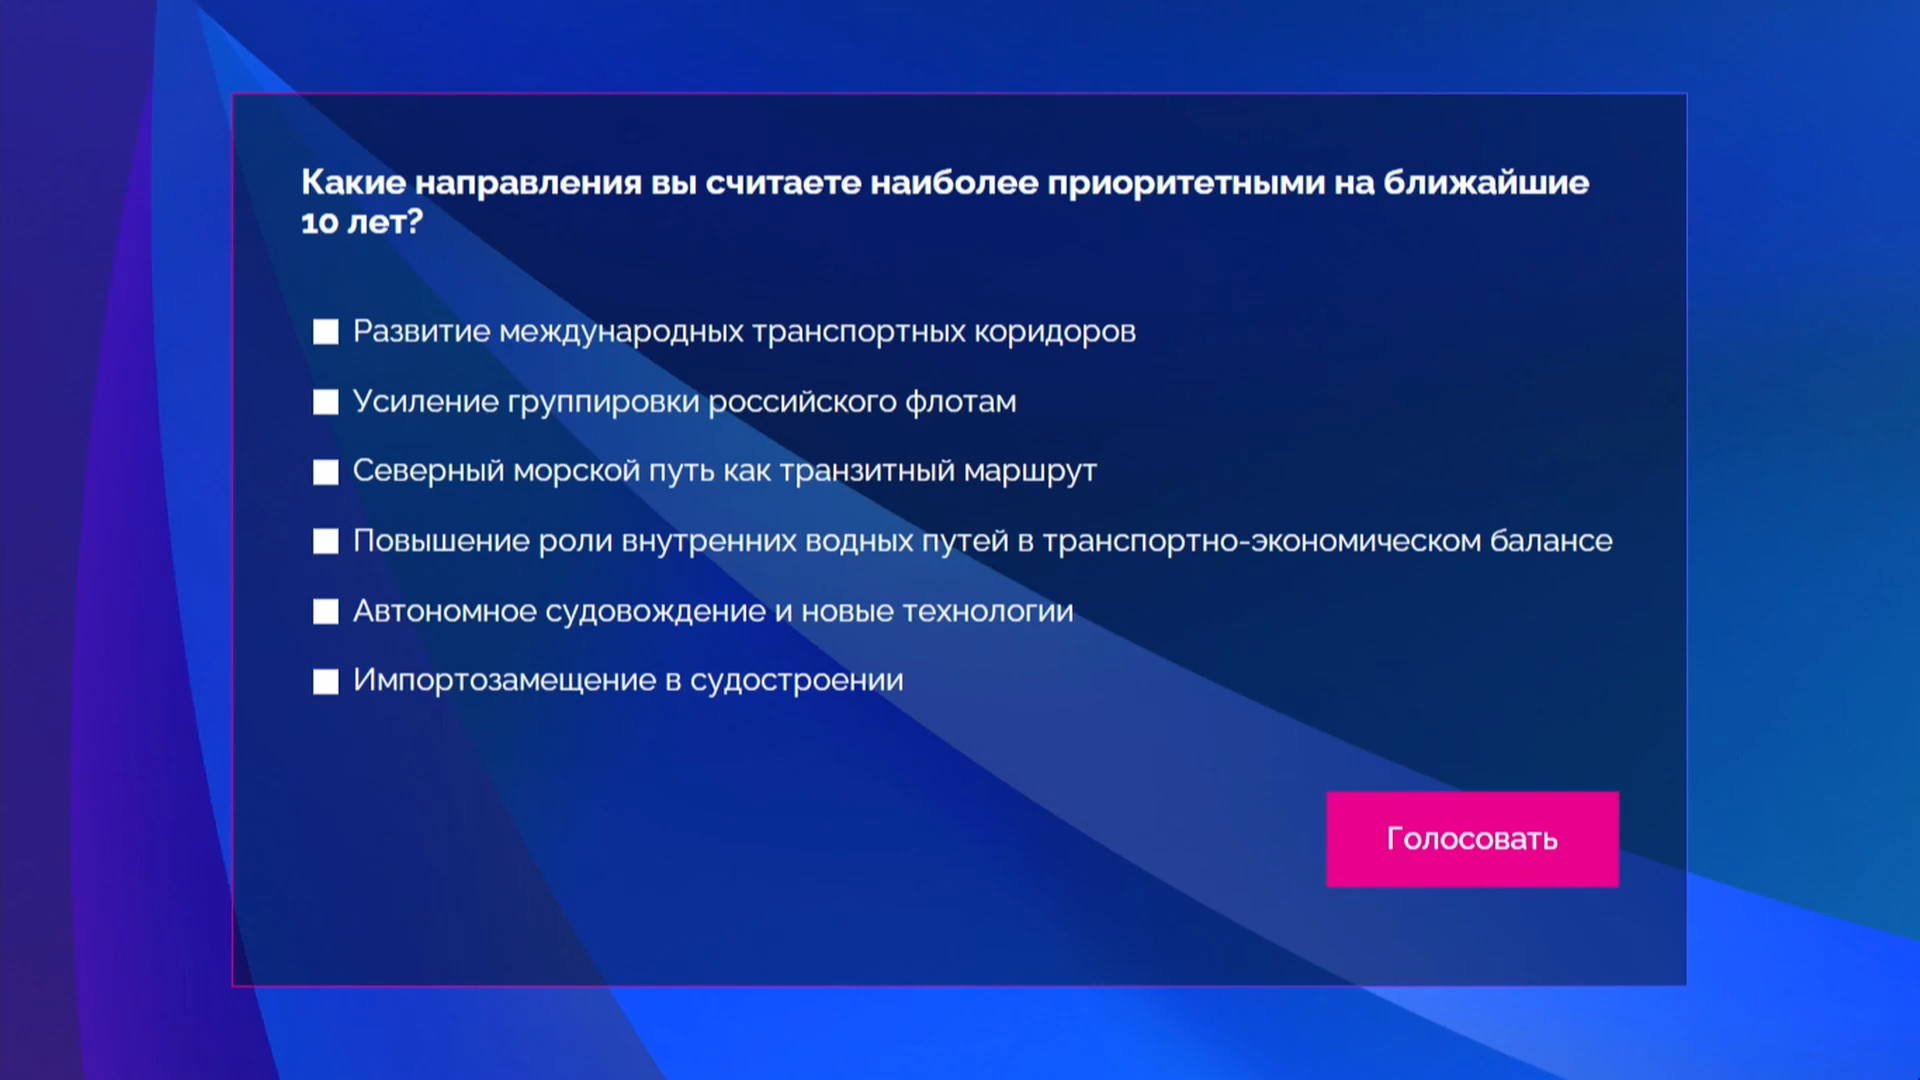 Какие направления вы считаете наиболее приоритетными на ближайшие
10 лет?
Развитие международных транспортных коридоров
Усиление группировки российского флотам
Северный морской путь как транзитный маршрут
Повышение роли внутренних водных путей в транспортно-экономическом балансе
Автономное судовождение и новые технологии
Импортозамещение в судостроении
Голосовать